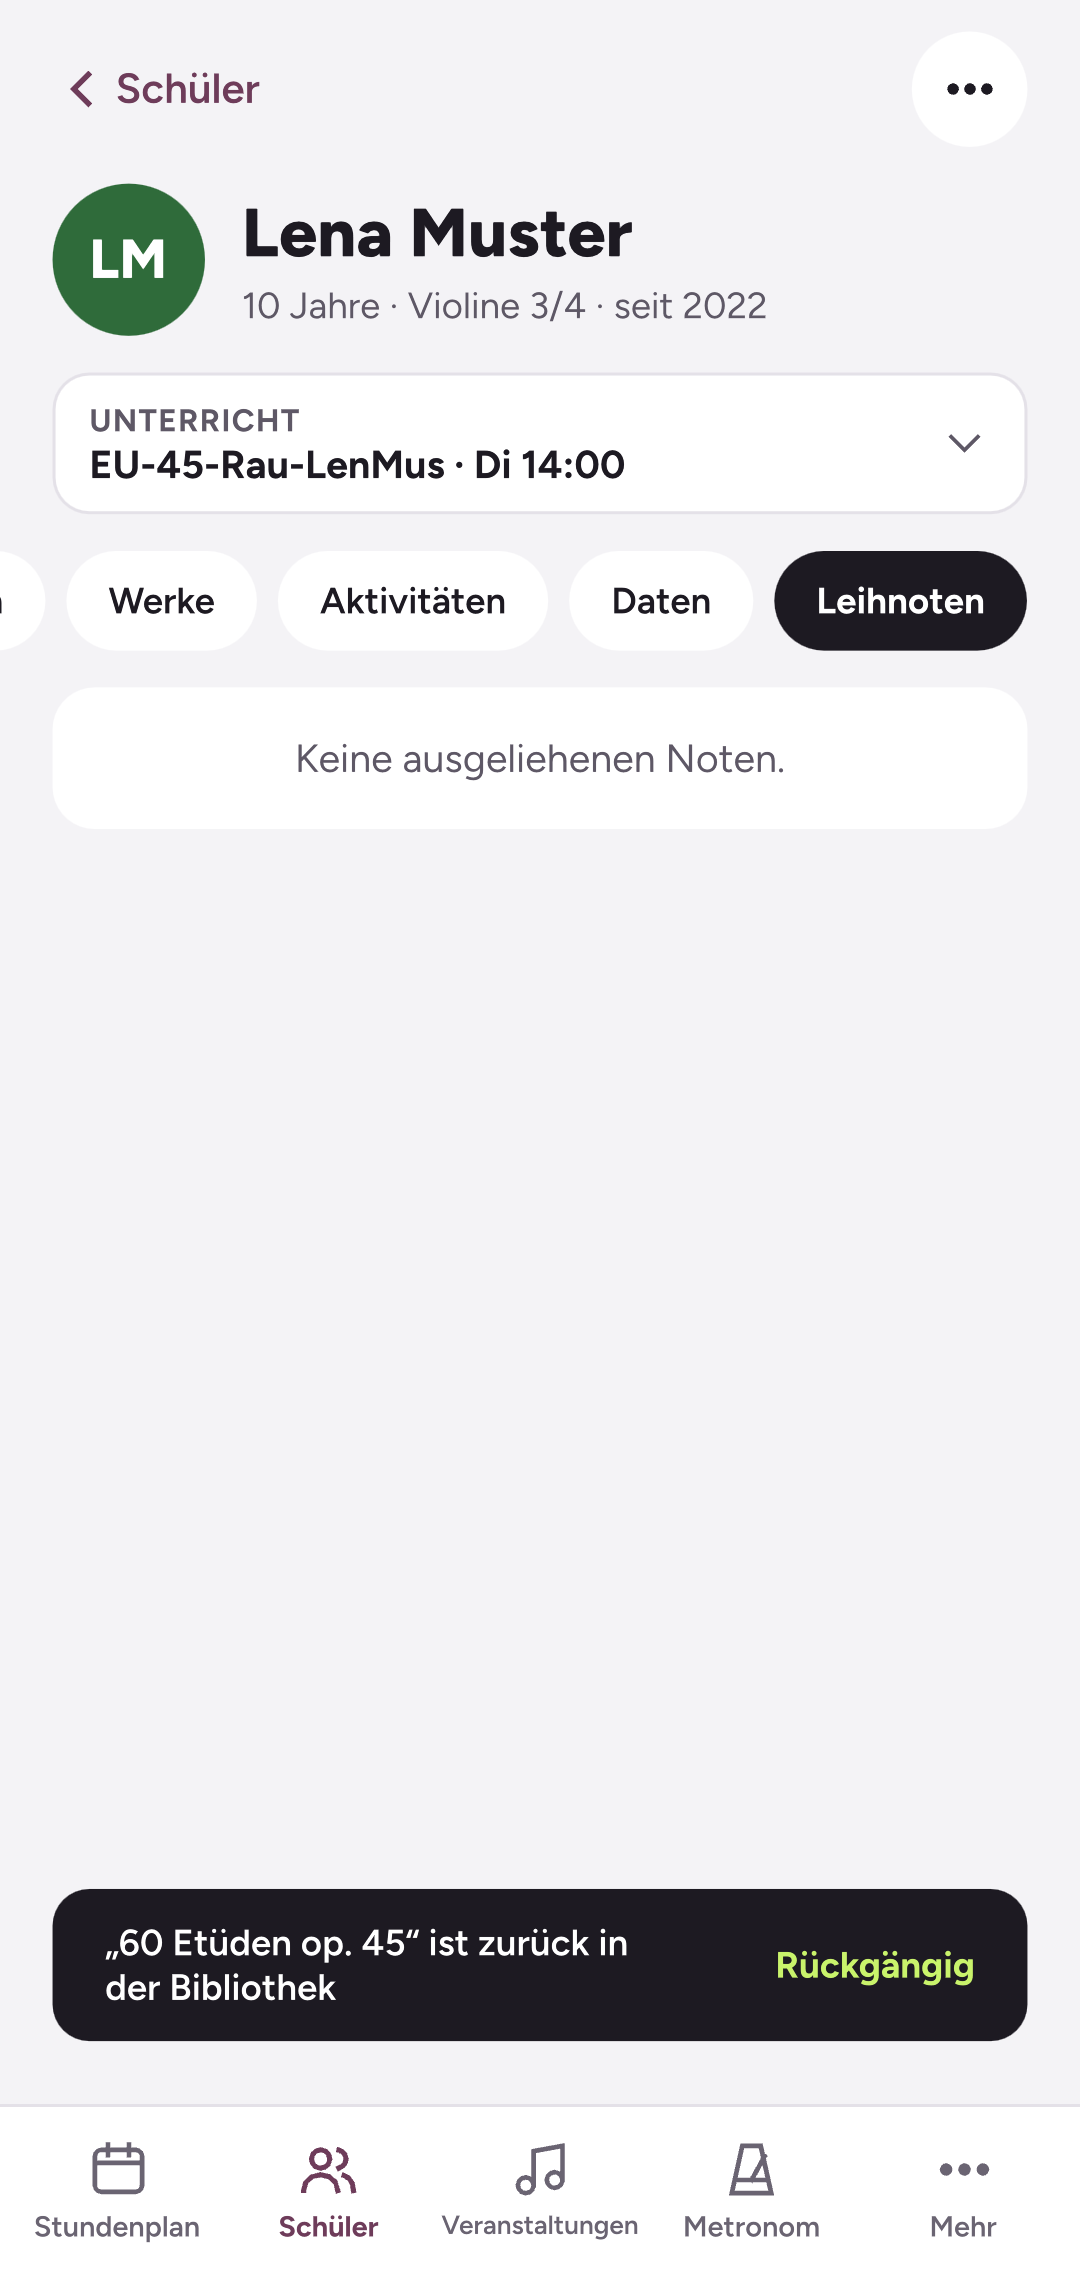 Schüler
LM
Lena Muster
10 Jahre · Violine 3/4 · seit 2022
UNTERRICHT
EU-45-Rau-LenMus · Di 14:00
Werke
Aktivitäten
Daten
Leihnoten
Keine ausgeliehenen Noten.
„60 Etüden op. 45“ ist zurück in
der Bibliothek
Rückgängig
Stundenplan
Schüler
Veranstaltungen
Metronom
Mehr